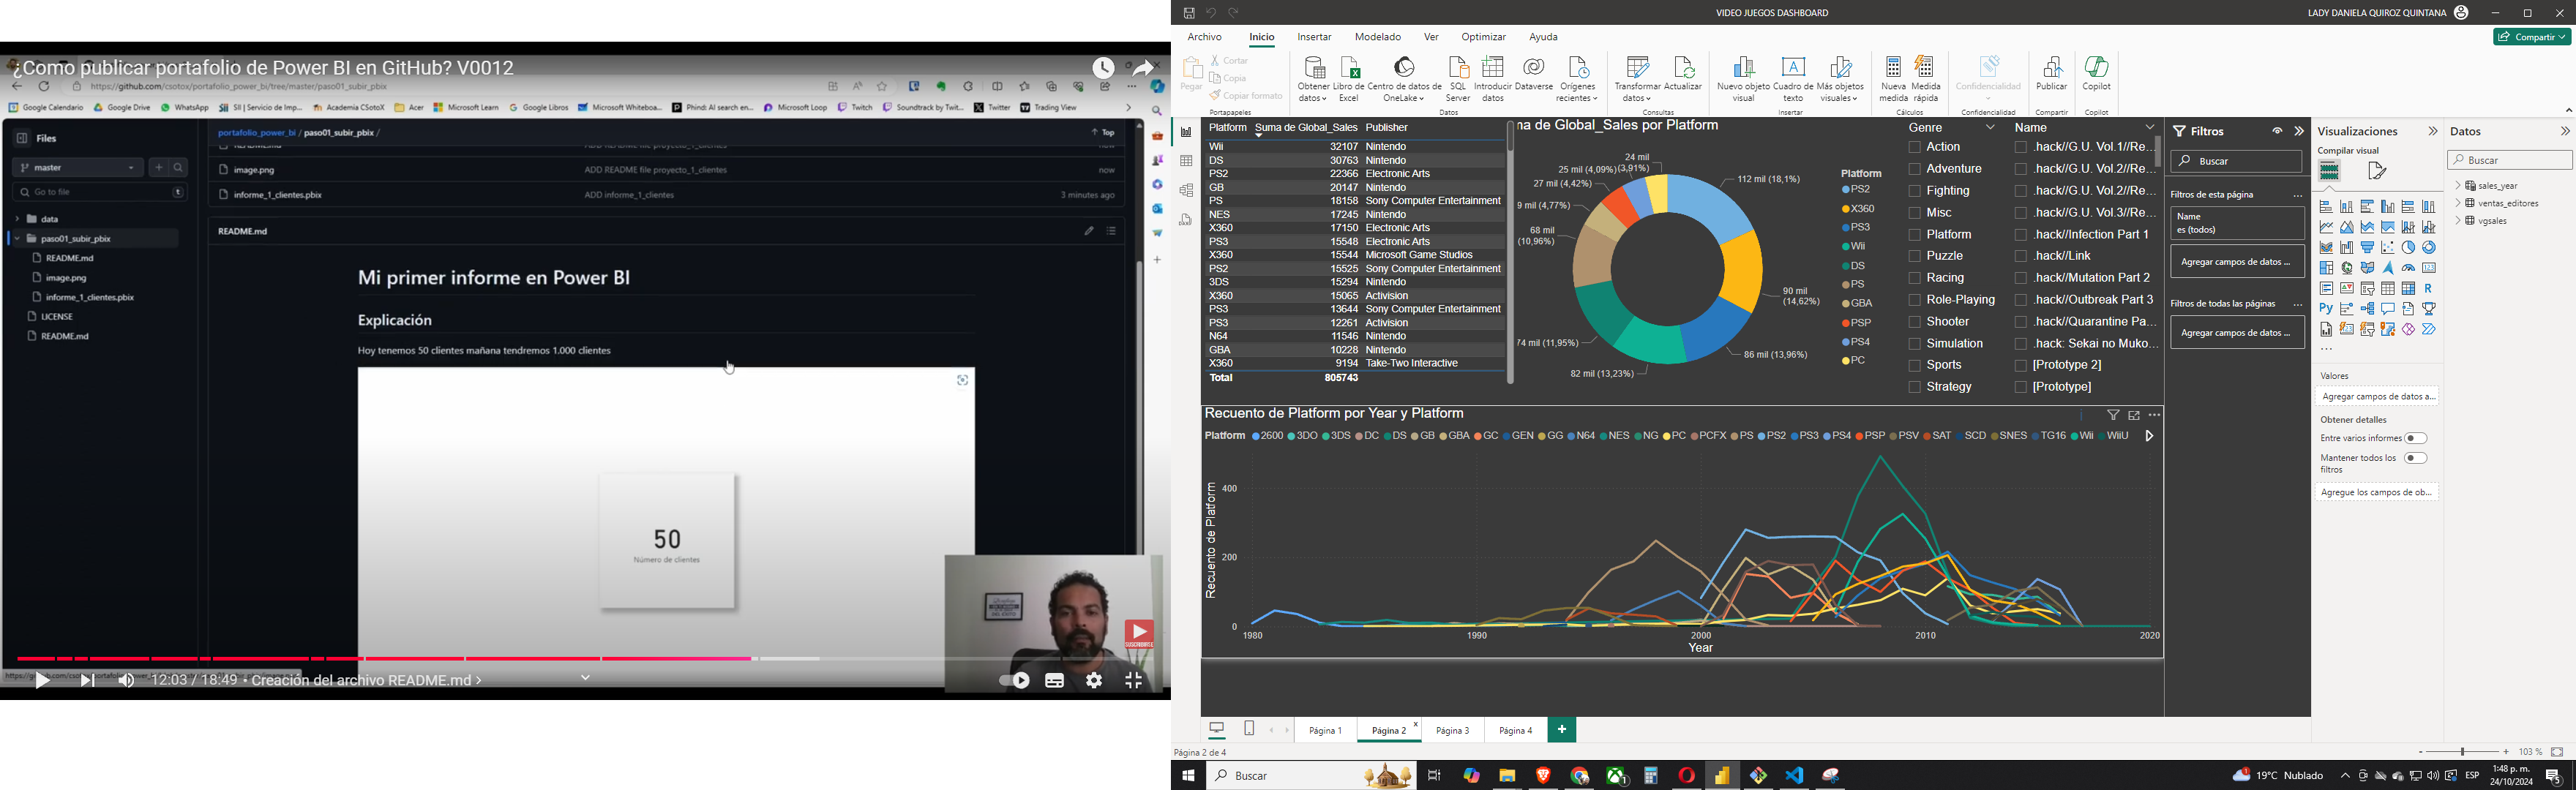 ¿Como publicar portafolio de Power BI en GitHub? V0012
https://github.com/csotox/portafolio_power_bi/tree/master/paso01_subir_pbix
Google Calendario Google Drive WhatsApp SII | Servicio de Imp... Academia CSotoX Acer Microsoft Learn Google Libros Microsoft Whiteboa... Phind: AI search en... Microsoft Loop Twitch Soundtrack by Twit... Twitter Trading View
Files
master
Go to file
data
paso01_subir_pbix
README.md
image.png
informe_1_clientes.pbix
LICENSE
README.md
portafolio_power_bi / paso01_subir_pbix /
Top
README.md ADD README file proyecto_1_clientes now
image.png ADD README file proyecto_1_clientes now
informe_1_clientes.pbix ADD informe_1_clientes 3 minutes ago
README.md
Mi primer informe en Power BI
Explicación
Hoy tenemos 50 clientes mañana tendremos 1.000 clientes
50
Número de clientes
SUSCRIBIRSE
12:03 / 18:49 • Creación del archivo README.md >
VIDEO JUEGOS DASHBOARD
LADY DANIELA QUIROZ QUINTANA
Archivo Inicio Insertar Modelado Ver Optimizar Ayuda
Compartir
Pegar
Cortar
Copia
Copiar formato
Portapapeles
Obtener datos
Libro de Excel
Centro de datos de OneLake
SQL Server
Introducir datos
Dataverse
Orígenes recientes
Datos
Transformar datos
Actualizar
Consultas
Nuevo objeto visual
Cuadro de texto
Más objetos visuales
Insertar
Nueva medida
Medida rápida
Cálculos
Confidencialidad
Confidencialidad
Publicar
Compartir
Copilot
Copilot
Platform Suma de Global_Sales Publisher
Wii 32107 Nintendo
DS 30763 Nintendo
PS2 22366 Electronic Arts
GB 20147 Nintendo
PS 18158 Sony Computer Entertainment
NES 17245 Nintendo
X360 17150 Electronic Arts
PS3 15548 Electronic Arts
X360 15544 Microsoft Game Studios
PS2 15525 Sony Computer Entertainment
3DS 15294 Nintendo
X360 15065 Activision
PS3 13644 Sony Computer Entertainment
PS3 12261 Activision
N64 11546 Nintendo
GBA 10228 Nintendo
X360 9194 Take-Two Interactive
Total 805743
na de Global_Sales por Platform
24 mil
(3,91%)
25 mil (4,09%)
27 mil (4,42%)
9 mil (4,77%)
68 mil
(10,96%)
74 mil (11,95%)
82 mil (13,23%)
86 mil (13,96%)
90 mil
(14,62%)
112 mil (18,1%)
Platform
PS2
X360
PS3
Wii
DS
PS
GBA
PSP
PS4
PC
Genre
Action
Adventure
Fighting
Misc
Platform
Puzzle
Racing
Role-Playing
Shooter
Simulation
Sports
Strategy
Name
.hack//G.U. Vol.1//Re...
.hack//G.U. Vol.2//Re...
.hack//G.U. Vol.2//Re...
.hack//G.U. Vol.3//Re...
.hack//Infection Part 1
.hack//Link
.hack//Mutation Part 2
.hack//Outbreak Part 3
.hack//Quarantine Pa...
.hack: Sekai no Muko...
[Prototype 2]
[Prototype]
Recuento de Platform por Year y Platform
Platform 2600 3DO 3DS DC DS GB GBA GC GEN GG N64 NES NG PC PCFX PS PS2 PS3 PS4 PSP PSV SAT SCD SNES TG16 Wii WiiU
Recuento de Platform
400
200
0
1980 1990 2000 2010 2020
Year
Filtros
Buscar
Filtros de esta página
Name
es (todos)
Agregar campos de datos ...
Filtros de todas las páginas
Agregar campos de datos ...
Visualizaciones
Compilar visual
Valores
Agregar campos de datos a...
Obtener detalles
Entre varios informes
Mantener todos los filtros
Agregue los campos de ob...
Datos
Buscar
sales_year
ventas_editores
vgsales
Página 1 Página 2 Página 3 Página 4
Página 2 de 4
103 %
Buscar
19°C Nublado
ESP
1:48 p. m.
24/10/2024